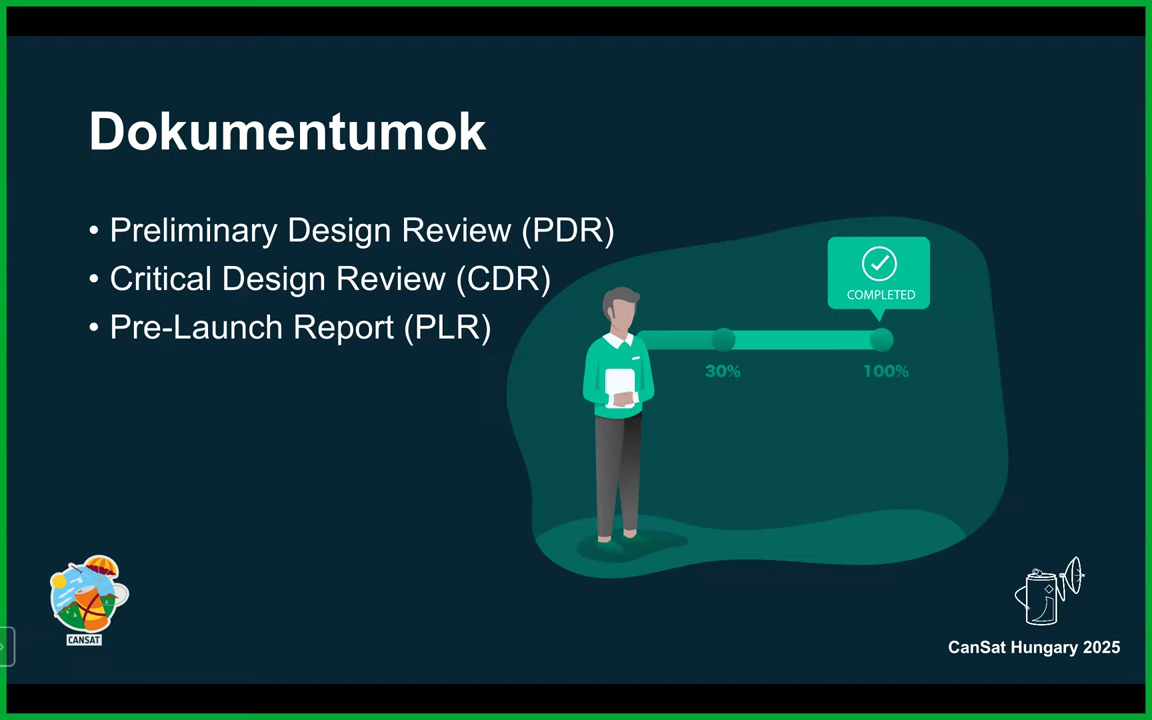 Dokumentumok
• Preliminary Design Review (PDR)
• Critical Design Review (CDR)
• Pre-Launch Report (PLR)
COMPLETED
30%
100%
CANSAT
CanSat Hungary 2025